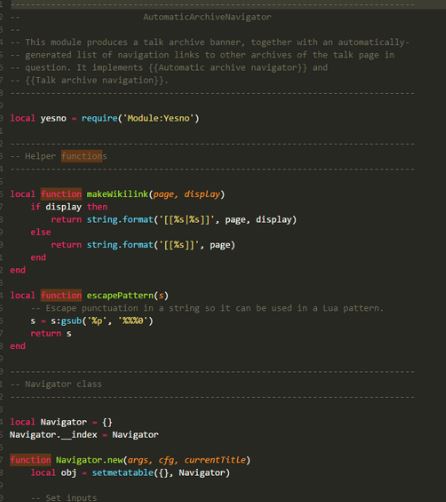 --------------------------------------------------------------------------------
--                        AutomaticArchiveNavigator
--
-- This module produces a talk archive banner, together with an automatically-
-- generated list of navigation links to other archives of the talk page in
-- question. It implements {{Automatic archive navigator}} and
-- {{Talk archive navigation}}.
--------------------------------------------------------------------------------
local yesno = require('Module:Yesno')
--------------------------------------------------------------------------------
-- Helper functions
--------------------------------------------------------------------------------
local function makeWikilink(page, display)
    if display then
        return string.format('[[%s|%s]]', page, display)
    else
        return string.format('[[%s]]', page)
    end
end
local function escapePattern(s)
    -- Escape punctuation in a string so it can be used in a Lua pattern.
    s = s:gsub('%p', '%%%0')
    return s
end
--------------------------------------------------------------------------------
-- Navigator class
--------------------------------------------------------------------------------
local Navigator = {}
Navigator.__index = Navigator
function Navigator.new(args, cfg, currentTitle)
    local obj = setmetatable({}, Navigator)
    -- Set inputs